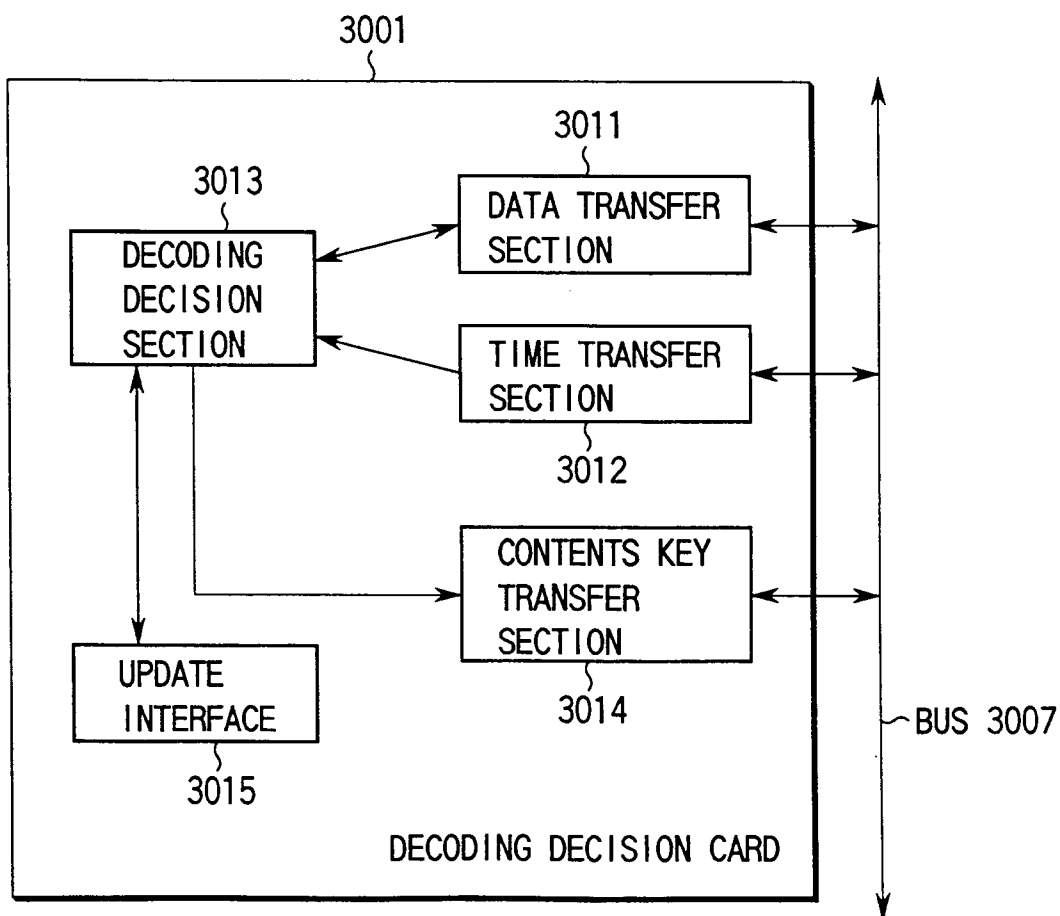 3001
3011
DATA TRANSFER
SECTION
3013
DECODING
DECISION
SECTION
TIME TRANSFER
SECTION
3012
CONTENTS KEY
TRANSFER
SECTION
3014
UPDATE
INTERFACE
3015
BUS 3007
DECODING DECISION CARD